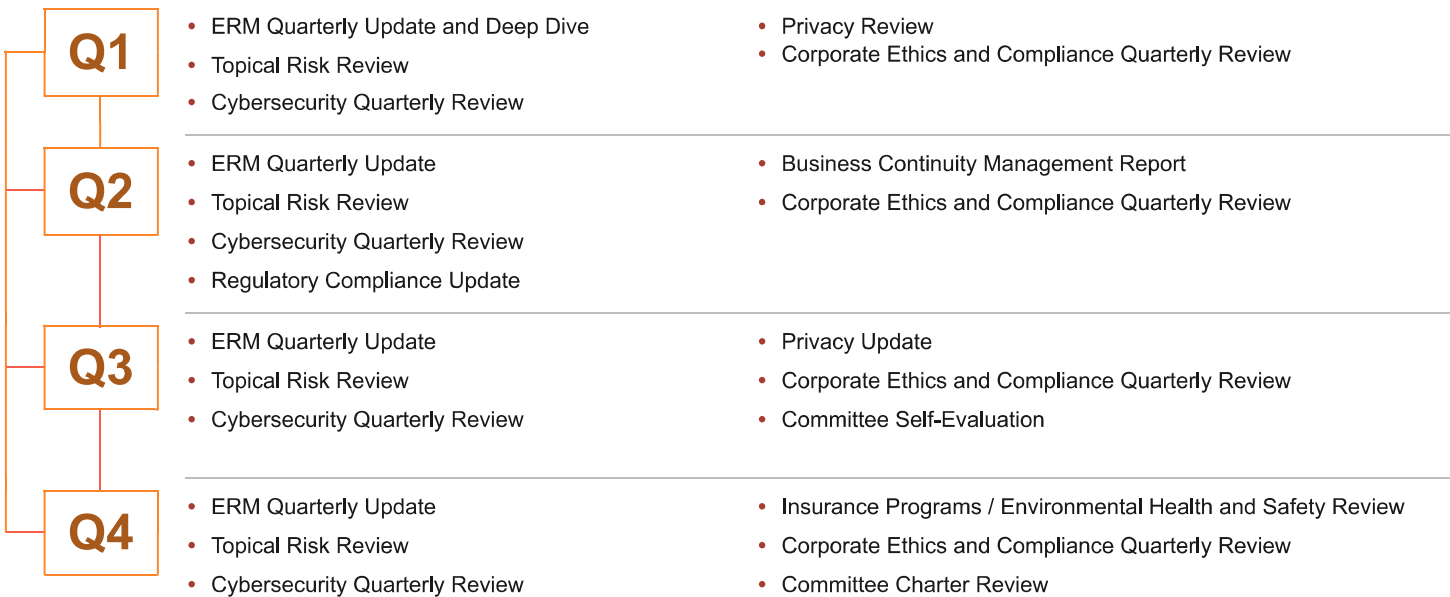 Q1
• ERM Quarterly Update and Deep Dive
• Topical Risk Review
• Cybersecurity Quarterly Review
• Privacy Review
• Corporate Ethics and Compliance Quarterly Review
Q2
• ERM Quarterly Update
• Topical Risk Review
• Cybersecurity Quarterly Review
• Regulatory Compliance Update
• Business Continuity Management Report
• Corporate Ethics and Compliance Quarterly Review
Q3
• ERM Quarterly Update
• Topical Risk Review
• Cybersecurity Quarterly Review
• Privacy Update
• Corporate Ethics and Compliance Quarterly Review
• Committee Self-Evaluation
Q4
• ERM Quarterly Update
• Topical Risk Review
• Cybersecurity Quarterly Review
• Insurance Programs / Environmental Health and Safety Review
• Corporate Ethics and Compliance Quarterly Review
• Committee Charter Review